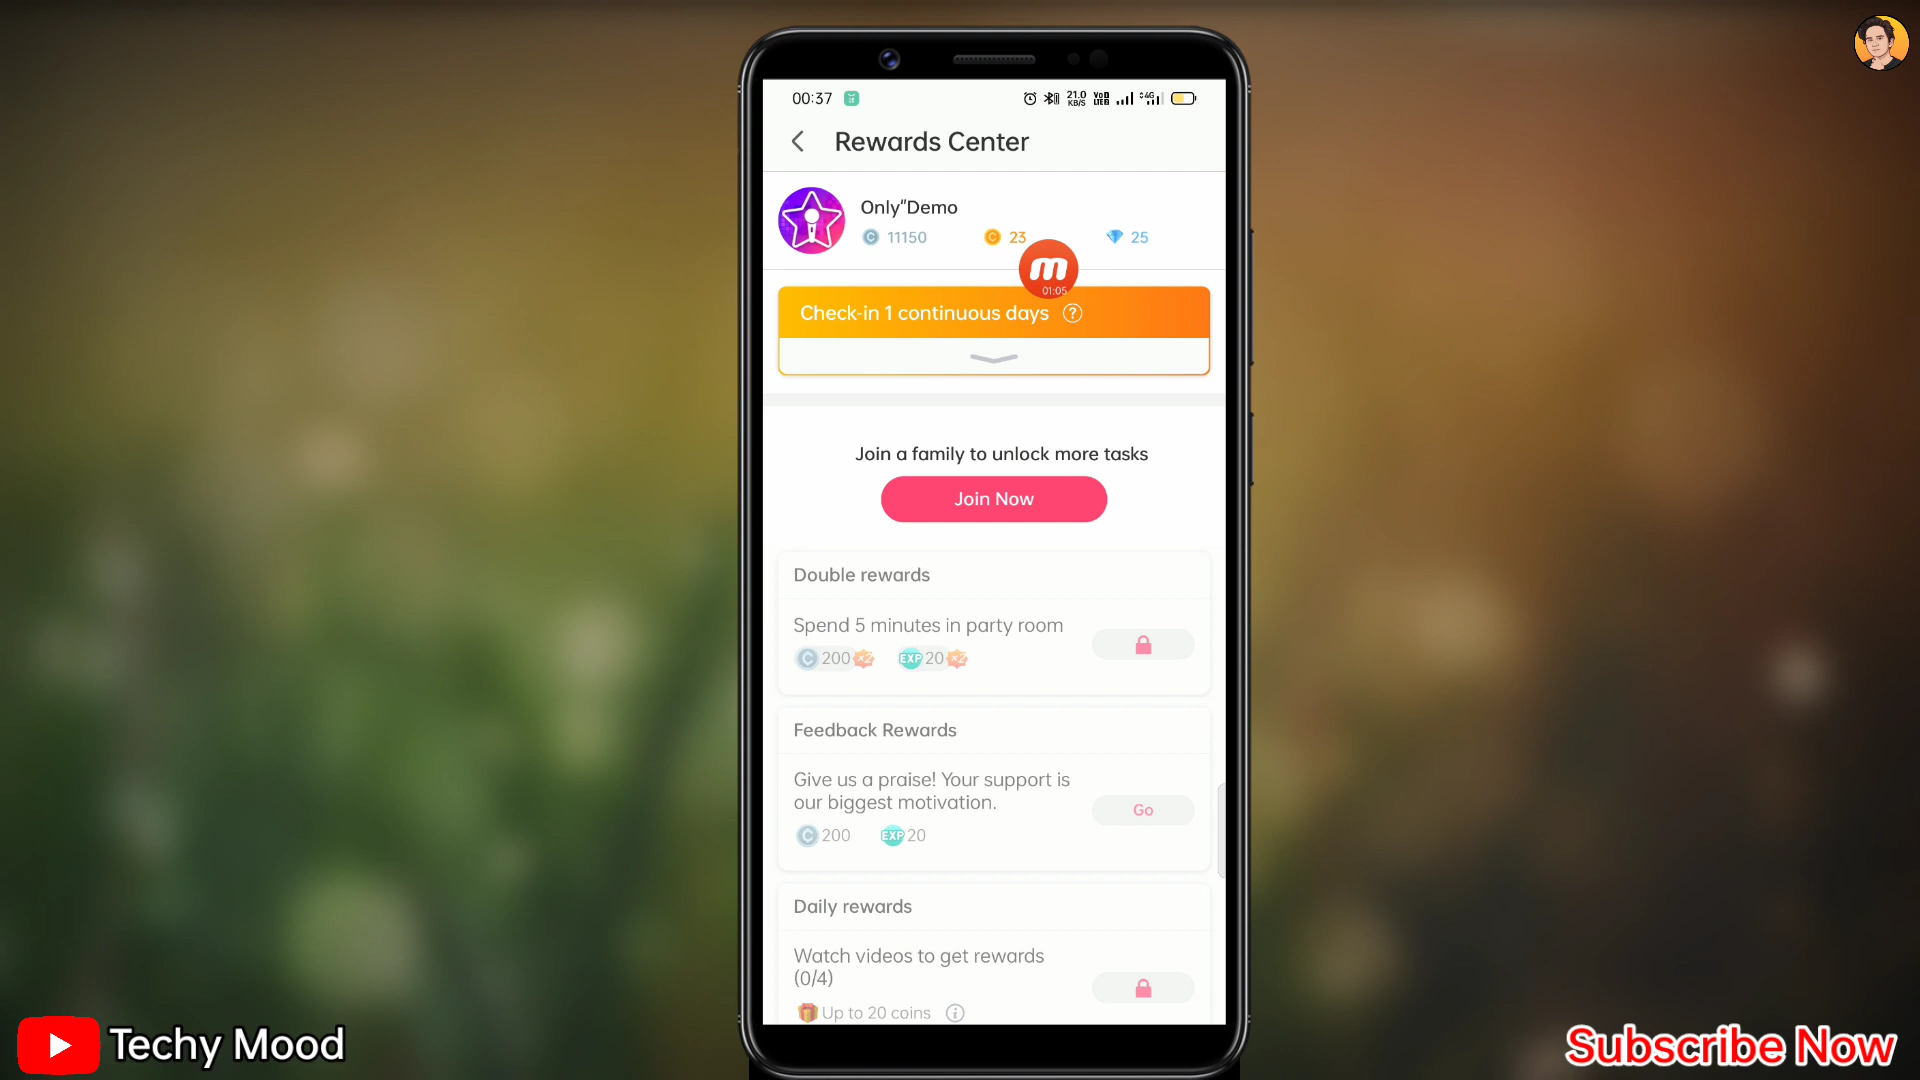 00:37
21.0
KB/S
4G
Rewards Center
Only"Demo
11150
23
25
m
01:05
Check-in 1 continuous days ?
Join a family to unlock more tasks
Join Now
Double rewards
Spend 5 minutes in party room
C 200 x2 EXP 20 x2
Feedback Rewards
Give us a praise! Your support is
our biggest motivation.
Go
C 200 EXP 20
Daily rewards
Watch videos to get rewards
(0/4)
Up to 20 coins
Techy Mood
Subscribe Now